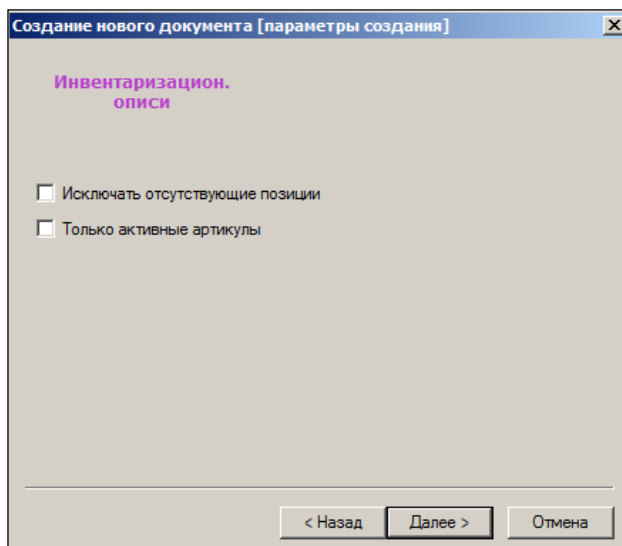 Создание нового документа [параметры создания]
Инвентаризацион.
описи
Исключать отсутствующие позиции
Только активные артикулы
< Назад
Далее >
Отмена